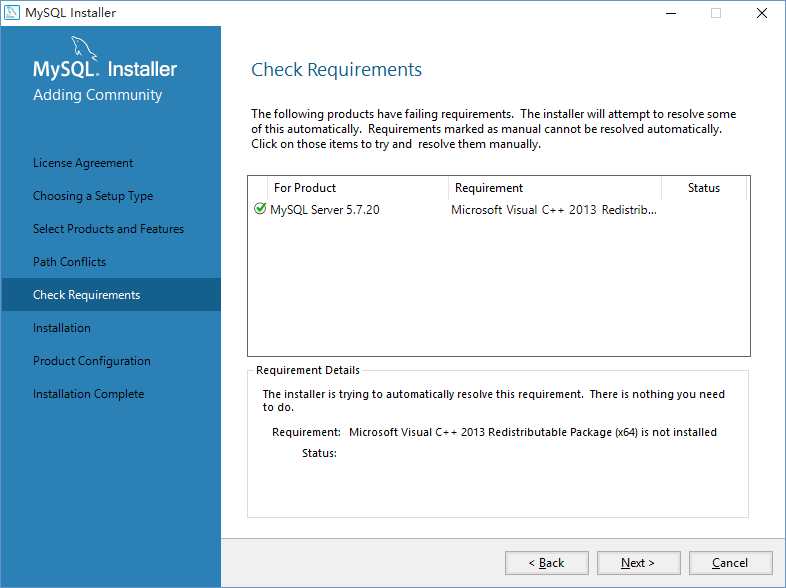 MySQL Installer
MySQL. Installer
Adding Community
License Agreement
Choosing a Setup Type
Select Products and Features
Path Conflicts
Check Requirements
Installation
Product Configuration
Installation Complete
Check Requirements
The following products have failing requirements.  The installer will attempt to resolve some
of this automatically.  Requirements marked as manual cannot be resolved automatically.
Click on those items to try and  resolve them manually.
For Product Requirement Status
MySQL Server 5.7.20 Microsoft Visual C++ 2013 Redistrib...
Requirement Details
The installer is trying to automatically resolve this requirement.  There is nothing you need
to do.
Requirement: Microsoft Visual C++ 2013 Redistributable Package (x64) is not installed
Status:
< Back Next > Cancel